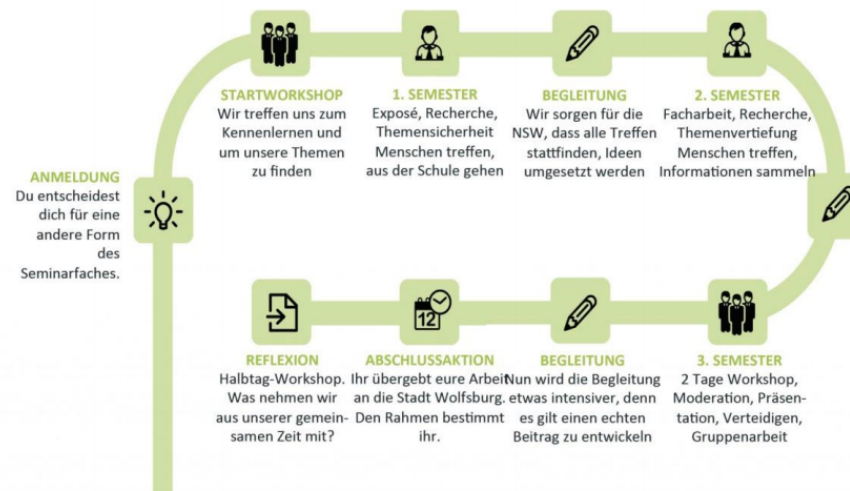 ANMELDUNG
Du entscheidest
dich für eine
andere Form
des
Seminarfaches.
STARTWORKSHOP
Wir treffen uns zum
Kennenlernen und
um unsere Themen
zu finden
1. SEMESTER
Exposé, Recherche,
Themensicherheit
Menschen treffen,
aus der Schule gehen
BEGLEITUNG
Wir sorgen für die
NSW, dass alle Treffen
stattfinden, Ideen
umgesetzt werden
2. SEMESTER
Facharbeit, Recherche,
Themenvertiefung
Menschen treffen,
Informationen sammeln
3. SEMESTER
2 Tage Workshop,
Moderation, Präsen-
tation, Verteidigen,
Gruppenarbeit
BEGLEITUNG
Nun wird die Begleitung
etwas intensiver, denn
es gilt einen echten
Beitrag zu entwickeln
12
ABSCHLUSSAKTION
Ihr übergebt eure Arbeit
an die Stadt Wolfsburg.
Den Rahmen bestimmt
ihr.
REFLEXION
Halbtag-Workshop.
Was nehmen wir
aus unserer gemein-
samen Zeit mit?